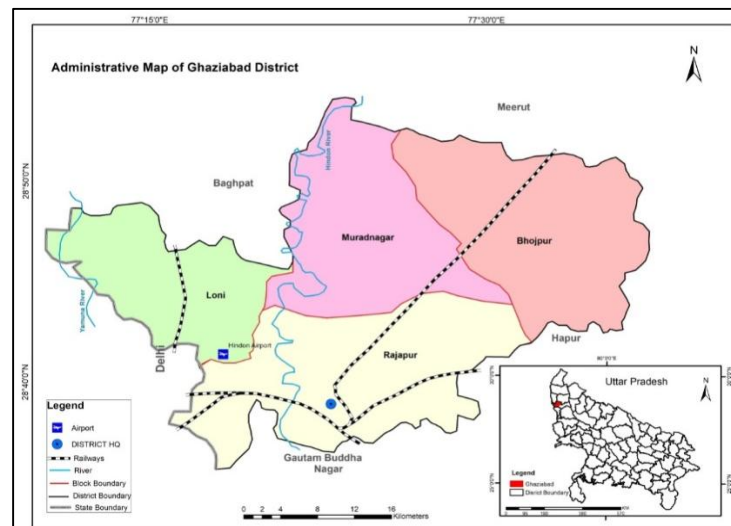 77°15'0"E
77°30'0"E
Administrative Map of Ghaziabad District
N
Meerut
Hindon River
28°50'0"N
Baghpat
Muradnagar
Bhojpur
Yamuna River
Loni
Hindon Airport
Delhi
Rajapur
Hapur
28°40'0"N
Legend
Airport
DISTRICT HQ
Railways
River
Block Boundary
District Boundary
State Boundary
Gautam Buddha
Nagar
0 2 4 8 12 16
Kilometers
Uttar Pradesh
N
Legend
Ghaziabad
District Boundary